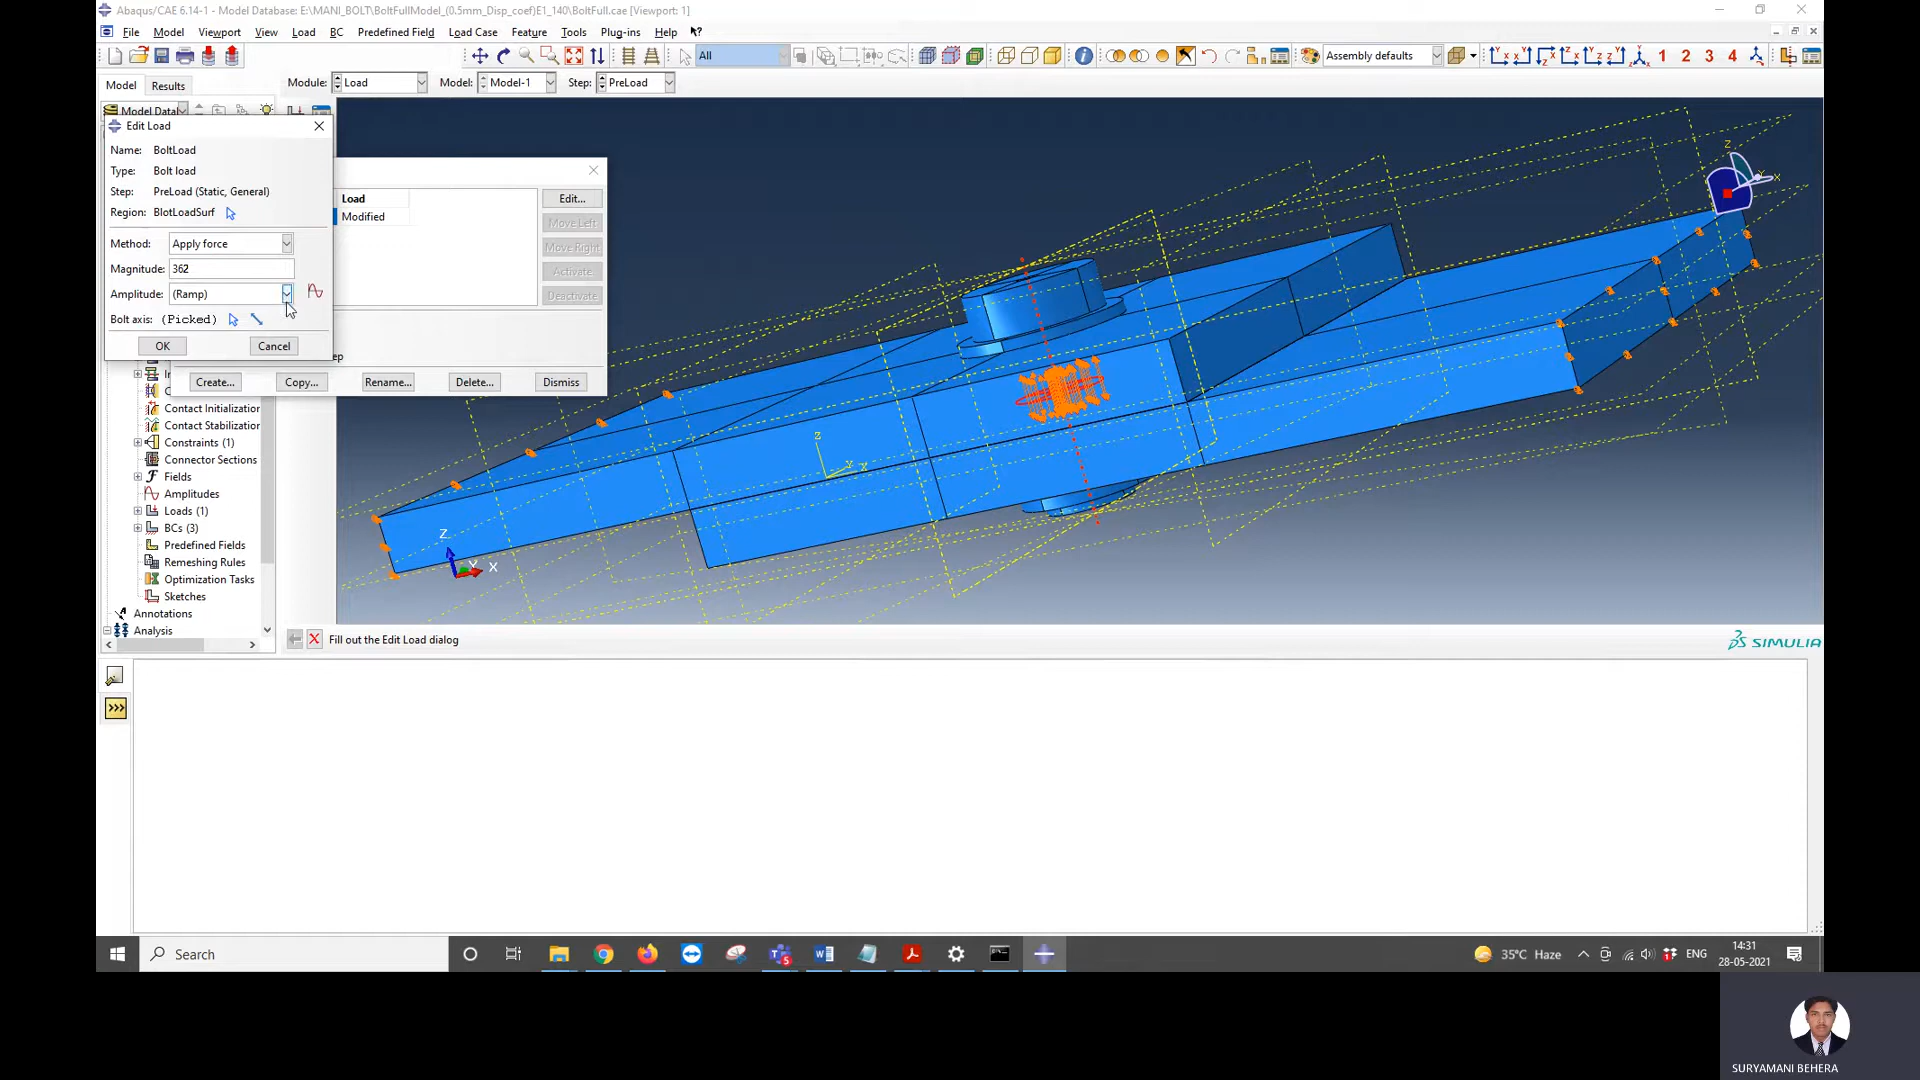 Abaqus/CAE 6.14-1 - Model Database: E:\MANI_BOLT\BoltFullModel_(0.5mm_Disp_coef)E1_140\BoltFull.cae [Viewport: 1]
File Model Viewport View Load BC Predefined Field Load Case Feature Tools Plug-ins Help
All Assembly defaults 1 2 3 4
Model Results Module: Load Model: Model-1 Step: PreLoad
Model Datal
Edit Load
Name: BoltLoad
Type: Bolt load
Step: PreLoad (Static, General)
Region: BlotLoadSurf
Method: Apply force
Magnitude: 362
Amplitude: (Ramp)
Bolt axis: (Picked)
OK Cancel
Load Edit...
Modified Move Left
Move Right
Activate
Deactivate
ep
Create... Copy... Rename... Delete... Dismiss
In
C
Contact Initialization
Contact Stabilization
Constraints (1)
Connector Sections
Fields
Amplitudes
Loads (1)
BCs (3)
Predefined Fields
Remeshing Rules
Optimization Tasks
Sketches
Annotations
Analysis
Z
Y
X
Z
Y X
Z
X
Fill out the Edit Load dialog
SIMULIA
>>>
Search
35°C Haze ENG 14:31
28-05-2021
SURYAMANI BEHERA